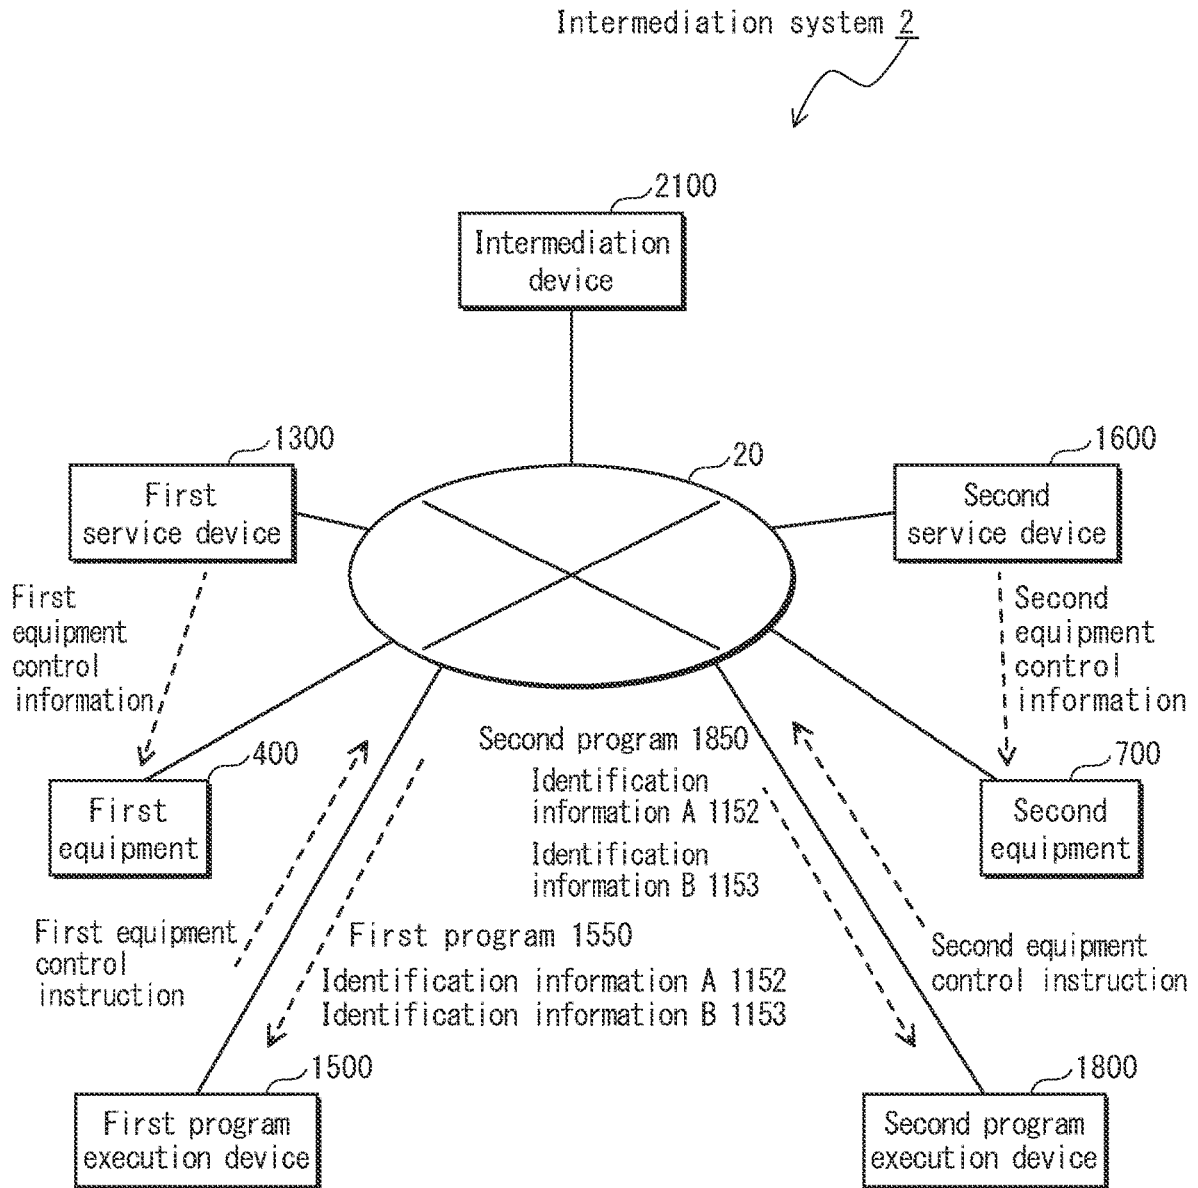 Intermediation system 2
2100
Intermediation
device
1300
First
service device
20
1600
Second
service device
First
equipment
control
information
Second
equipment
control
information
400
First
equipment
Second program 1850
Identification
information A 1152
Identification
information B 1153
700
Second
equipment
First equipment
control
instruction
First program 1550
Identification information A 1152
Identification information B 1153
Second equipment
control instruction
1500
First program
execution device
1800
Second program
execution device